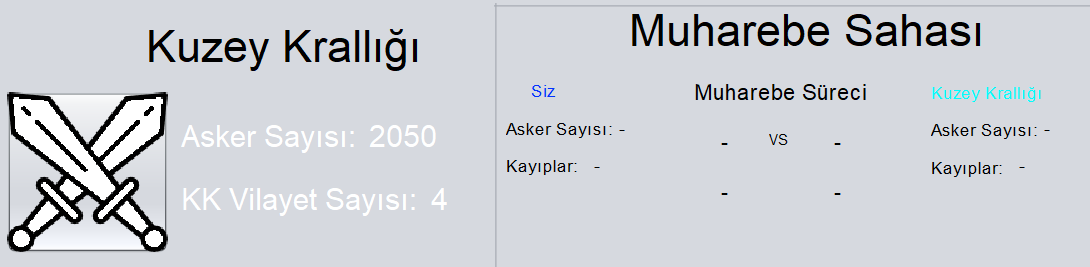 Kuzey Krallığı
Asker Sayısı: 2050
KK Vilayet Sayısı: 4
Muharebe Sahası
Siz
Muharebe Süreci
Kuzey Krallığı
Asker Sayısı: -
- VS -
Asker Sayısı: -
Kayıplar: -
- -
Kayıplar: -